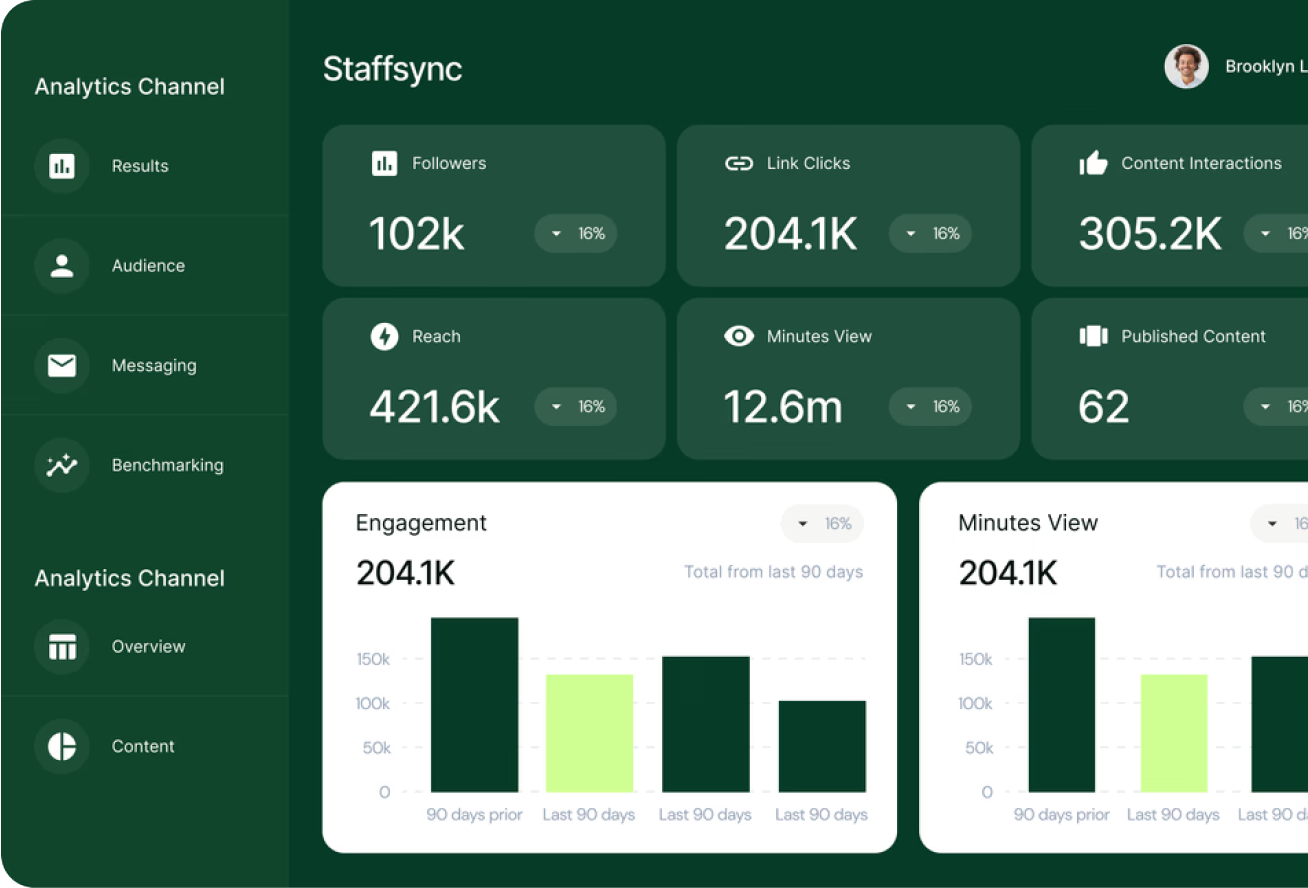 Analytics Channel
Results
Audience
Messaging
Benchmarking
Analytics Channel
Overview
Content
Staffsync
Brooklyn L
Followers
102k 16%
Link Clicks
204.1K 16%
Content Interactions
305.2K 16%
Reach
421.6k 16%
Minutes View
12.6m 16%
Published Content
62 16%
Engagement 16%
204.1K Total from last 90 days
150k
100k
50k
0
90 days prior Last 90 days Last 90 days Last 90 days
Minutes View 16
204.1K Total from last 90 d
150k
100k
50k
0
90 days prior Last 90 days Last 90 da